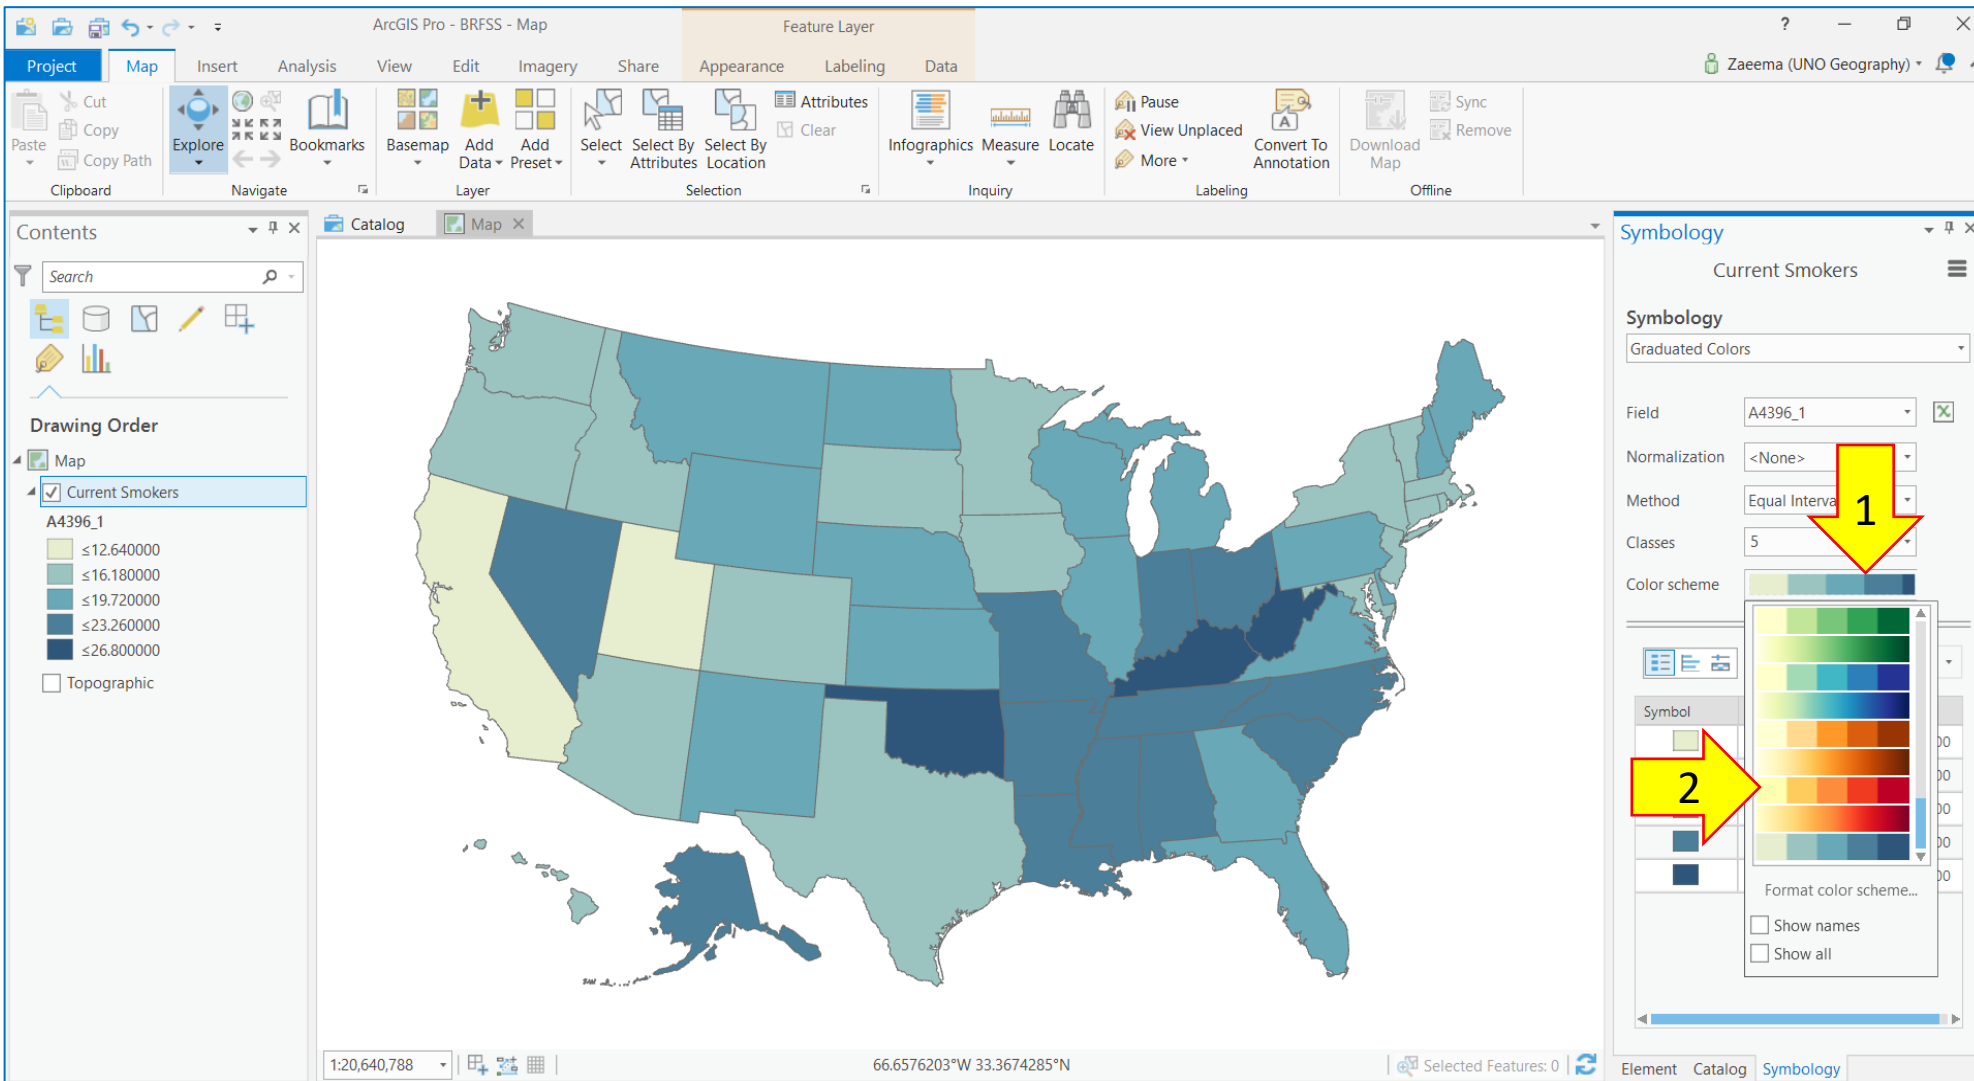 ArcGIS Pro - BRFSS - Map
Feature Layer
?
Project Map Insert Analysis View Edit Imagery Share Appearance Labeling Data
Zaeema (UNO Geography)
Paste
Cut
Copy
Copy Path
Clipboard
Explore
Bookmarks
Navigate
Basemap
Add Data
Add Preset
Layer
Select
Select By Attributes
Select By Location
Attributes
Clear
Selection
Infographics
Measure
Locate
Inquiry
Pause
View Unplaced
More
Convert To Annotation
Labeling
Download Map
Sync
Remove
Offline
Contents
Search
Drawing Order
Map
Current Smokers
A4396_1
≤12.640000
≤16.180000
≤19.720000
≤23.260000
≤26.800000
Topographic
Catalog
Map
1:20,640,788
66.6576203°W 33.3674285°N
Selected Features: 0
Symbology
Current Smokers
Symbology
Graduated Colors
Field A4396_1
Normalization <None>
Method Equal Interva
1
Classes 5
Color scheme
Symbol
00
00
2
00
00
00
Format color scheme...
Show names
Show all
Element Catalog Symbology